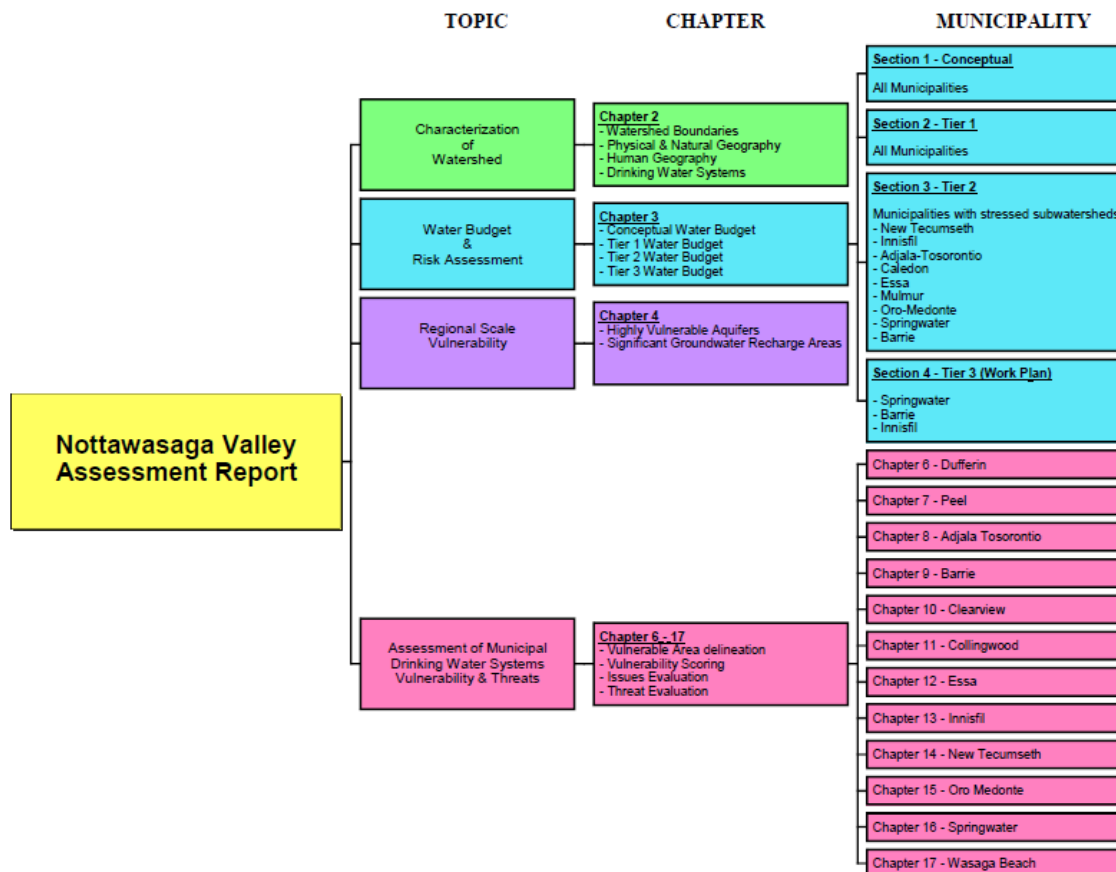 TOPIC
CHAPTER
MUNICIPALITY
Nottawasaga Valley
Assessment Report
Characterization
of
Watershed
Chapter 2
- Watershed Boundaries
- Physical & Natural Geography
- Human Geography
- Drinking Water Systems
Water Budget
&
Risk Assessment
Chapter 3
- Conceptual Water Budget
- Tier 1 Water Budget
- Tier 2 Water Budget
- Tier 3 Water Budget
Section 1 - Conceptual
All Municipalities
Section 2 - Tier 1
All Municipalities
Section 3 - Tier 2
Municipalities with stressed subwatersheds
- New Tecumseth
- Innisfil
- Adjala-Tosorontio
- Caledon
- Essa
- Mulmur
- Oro-Medonte
- Springwater
- Barrie
Section 4 - Tier 3 (Work Plan)
- Springwater
- Barrie
- Innisfil
Regional Scale
Vulnerability
Chapter 4
- Highly Vulnerable Aquifers
- Significant Groundwater Recharge Areas
Assessment of Municipal
Drinking Water Systems
Vulnerability & Threats
Chapter 6 - 17
- Vulnerable Area delineation
- Vulnerability Scoring
- Issues Evaluation
- Threat Evaluation
Chapter 6 - Dufferin
Chapter 7 - Peel
Chapter 8 - Adjala Tosorontio
Chapter 9 - Barrie
Chapter 10 - Clearview
Chapter 11 - Collingwood
Chapter 12 - Essa
Chapter 13 - Innisfil
Chapter 14 - New Tecumseth
Chapter 15 - Oro Medonte
Chapter 16 - Springwater
Chapter 17 - Wasaga Beach